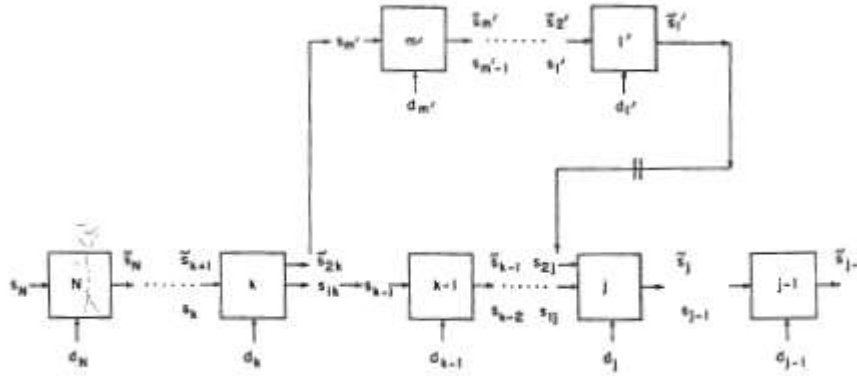 s_m' m' s̃_m' s̃_2' 1' s̃_1'
s_m'-1 s_1'
d_m' d_1'
s_N N s̃_N s̃_k+1 k s̃_2k s_1k s_k-1 k-1 s̃_k-1 s_2j j s̃_j j-1 s̃_j-
s_k s_k-2 s_1j s_j-1
d_N d_k d_k-1 d_j d_j-1